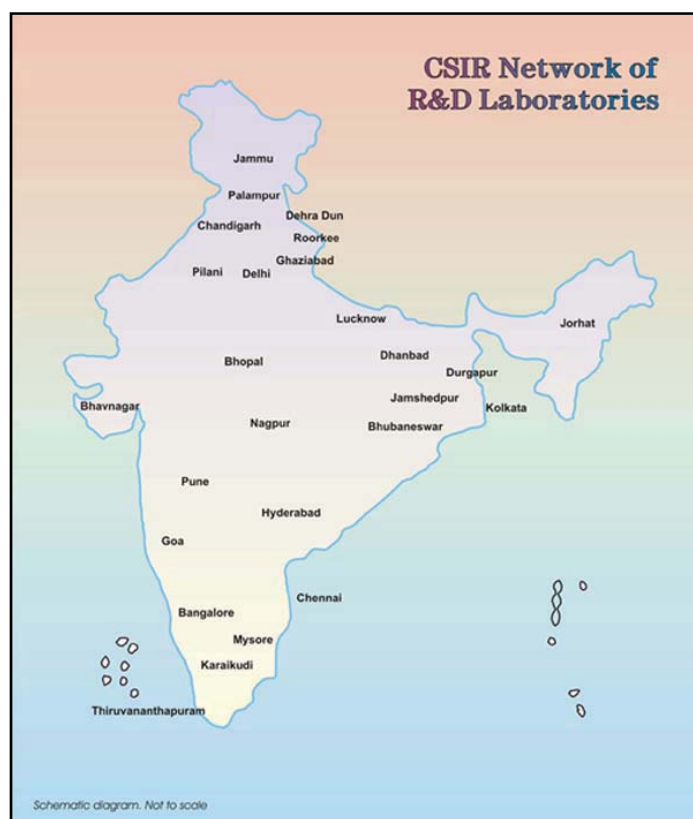 CSIR Network of
R&D Laboratories
Jammu
Palampur
Dehra Dun
Chandigarh
Roorkee
Ghaziabad
Pilani
Delhi
Lucknow
Jorhat
Dhanbad
Bhopal
Durgapur
Jamshedpur
Bhavnagar
Kolkata
Nagpur
Bhubaneswar
Pune
Hyderabad
Goa
Chennai
Bangalore
Mysore
Karaikudi
Thiruvananthapuram
Schematic diagram. Not to scale